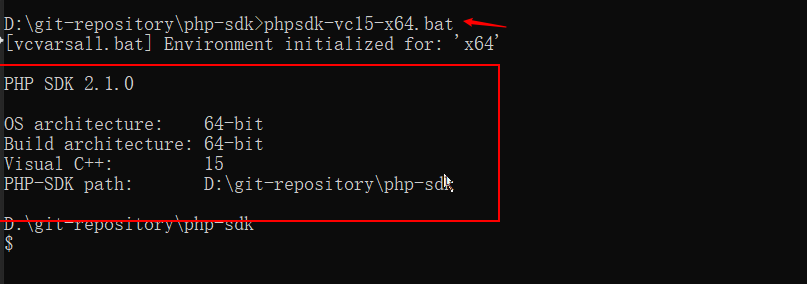 D:\git-repository\php-sdk>phpsdk-vc15-x64.bat
[vcvarsall.bat] Environment initialized for: 'x64'
PHP SDK 2.1.0
OS architecture: 64-bit
Build architecture: 64-bit
Visual C++: 15
PHP-SDK path: D:\git-repository\php-sdk
D:\git-repository\php-sdk
$